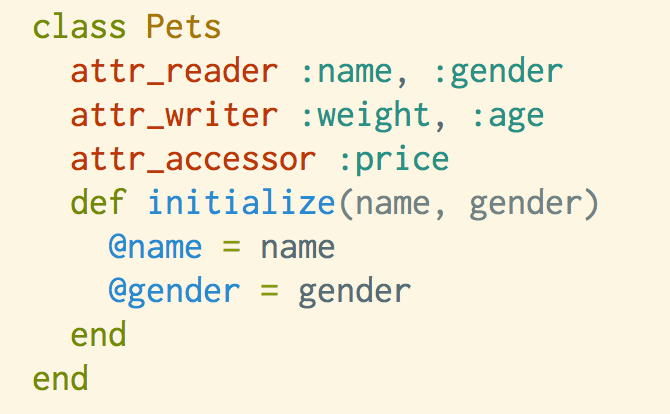 class Pets
  attr_reader :name, :gender
  attr_writer :weight, :age
  attr_accessor :price
  def initialize(name, gender)
    @name = name
    @gender = gender
  end
end